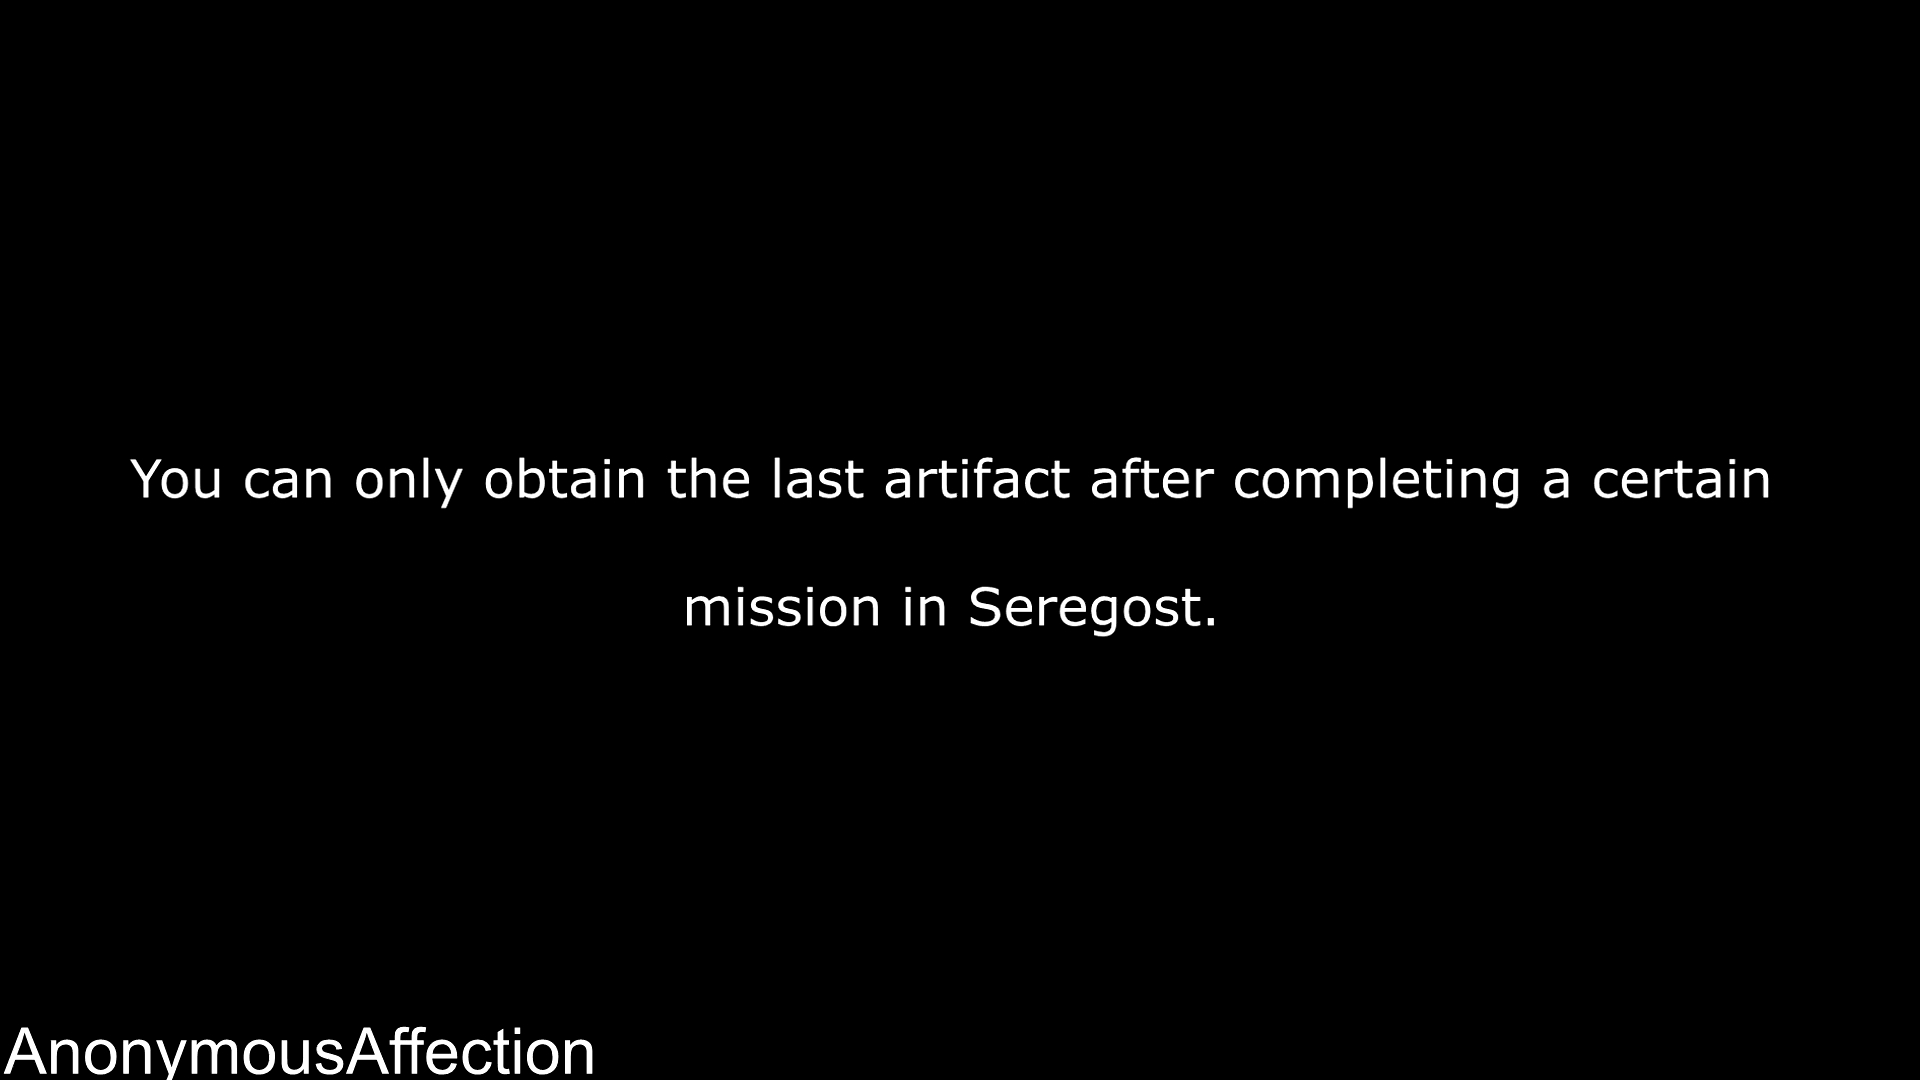 You can only obtain the last artifact after completing a certain
mission in Seregost.
AnonymousAffection